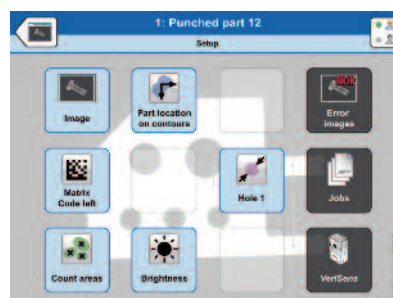 1: Punched part 12
Setup
Image
Part location
on contours
Error
images
Matrix
Code left
Hole 1
Jobs
Count areas
Brightness
VeriSens